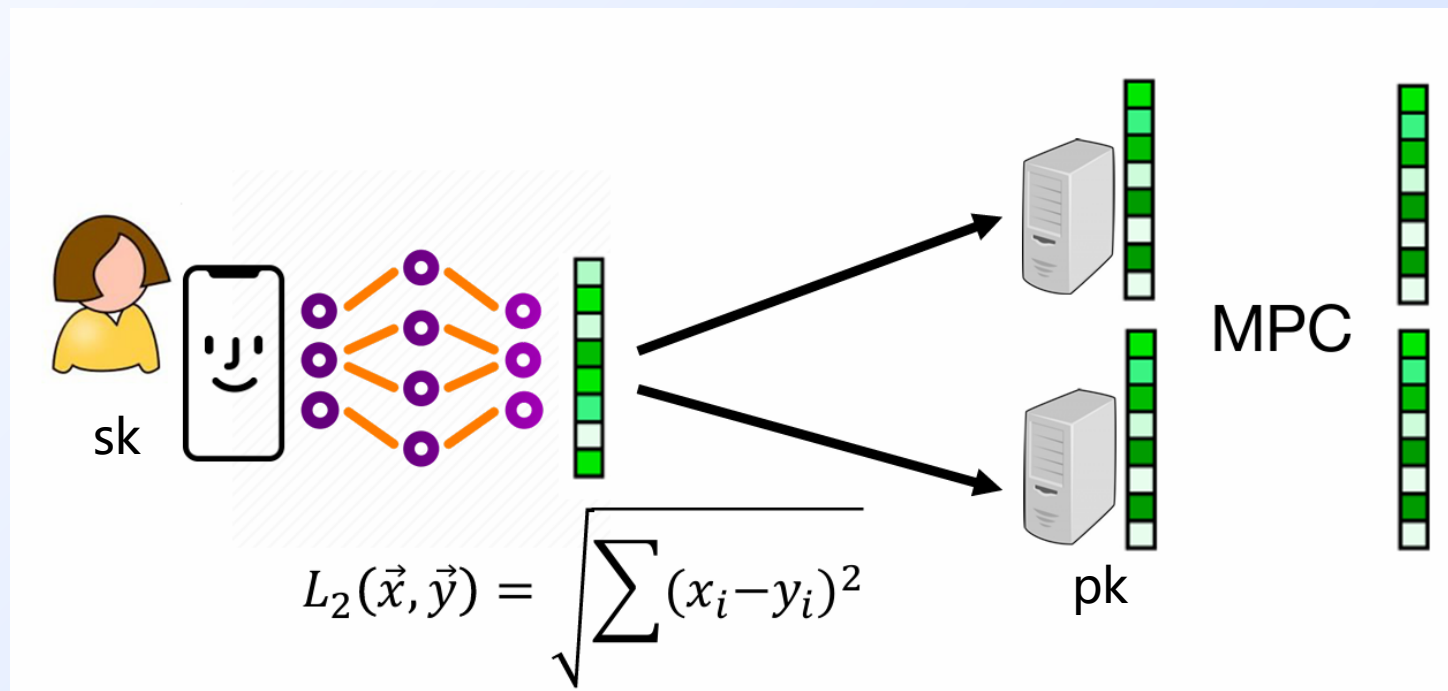 MPC
sk
pk
L₂(x⃗, y⃗) = √∑(xᵢ−yᵢ)²